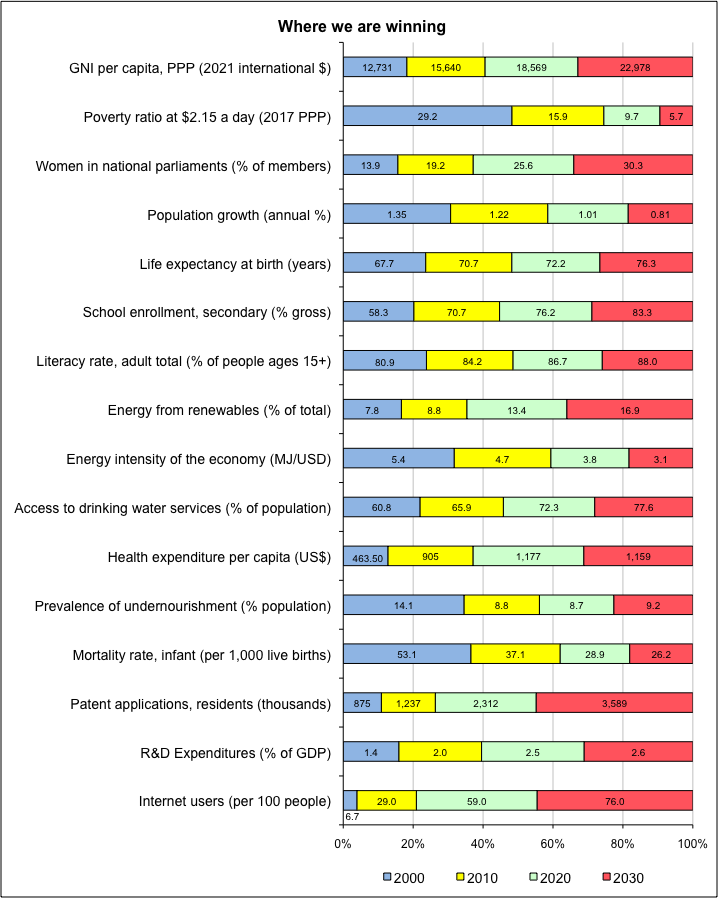 Where we are winning
GNI per capita, PPP (2021 international $) 12,731 15,640 18,569 22,978
Poverty ratio at $2.15 a day (2017 PPP) 29.2 15.9 9.7 5.7
Women in national parliaments (% of members) 13.9 19.2 25.6 30.3
Population growth (annual %) 1.35 1.22 1.01 0.81
Life expectancy at birth (years) 67.7 70.7 72.2 76.3
School enrollment, secondary (% gross) 58.3 70.7 76.2 83.3
Literacy rate, adult total (% of people ages 15+) 80.9 84.2 86.7 88.0
Energy from renewables (% of total) 7.8 8.8 13.4 16.9
Energy intensity of the economy (MJ/USD) 5.4 4.7 3.8 3.1
Access to drinking water services (% of population) 60.8 65.9 72.3 77.6
Health expenditure per capita (US$) 463.50 905 1,177 1,159
Prevalence of undernourishment (% population) 14.1 8.8 8.7 9.2
Mortality rate, infant (per 1,000 live births) 53.1 37.1 28.9 26.2
Patent applications, residents (thousands) 875 1,237 2,312 3,589
R&D Expenditures (% of GDP) 1.4 2.0 2.5 2.6
Internet users (per 100 people) 29.0 59.0 76.0
6.7
0% 20% 40% 60% 80% 100%
2000 2010 2020 2030